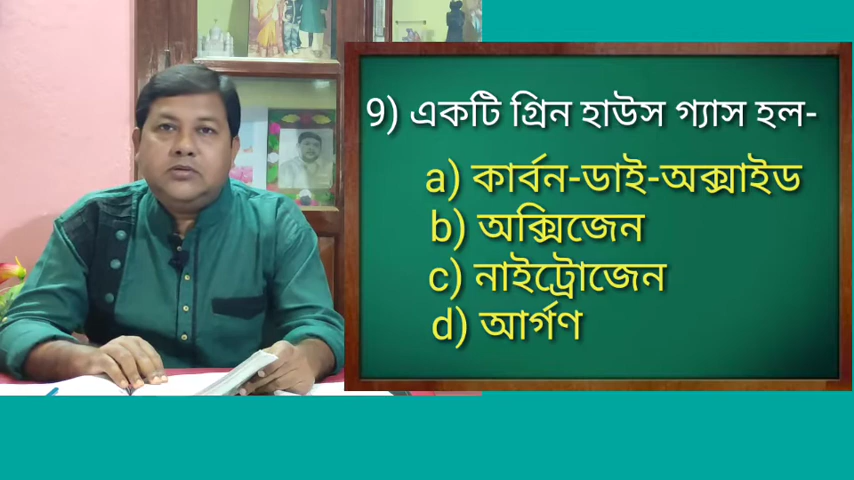 9) একটি গ্রিন হাউস গ্যাস হল-
a) কার্বন-ডাই-অক্সাইড
b) অক্সিজেন
c) নাইট্রোজেন
d) আর্গণ